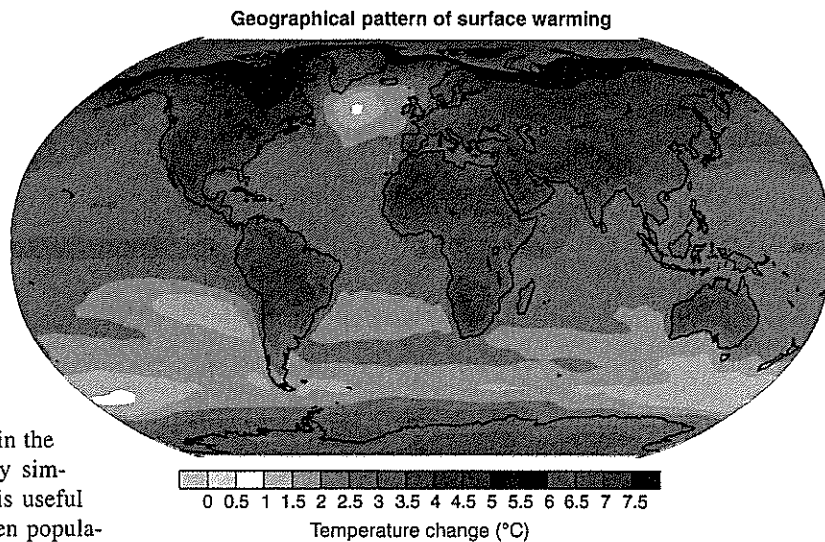 Geographical pattern of surface warming
in the
y sim-
is useful
en popula-
0 0.5 1 1.5 2 2.5 3 3.5 4 4.5 5 5.5 6 6.5 7 7.5
Temperature change (°C)